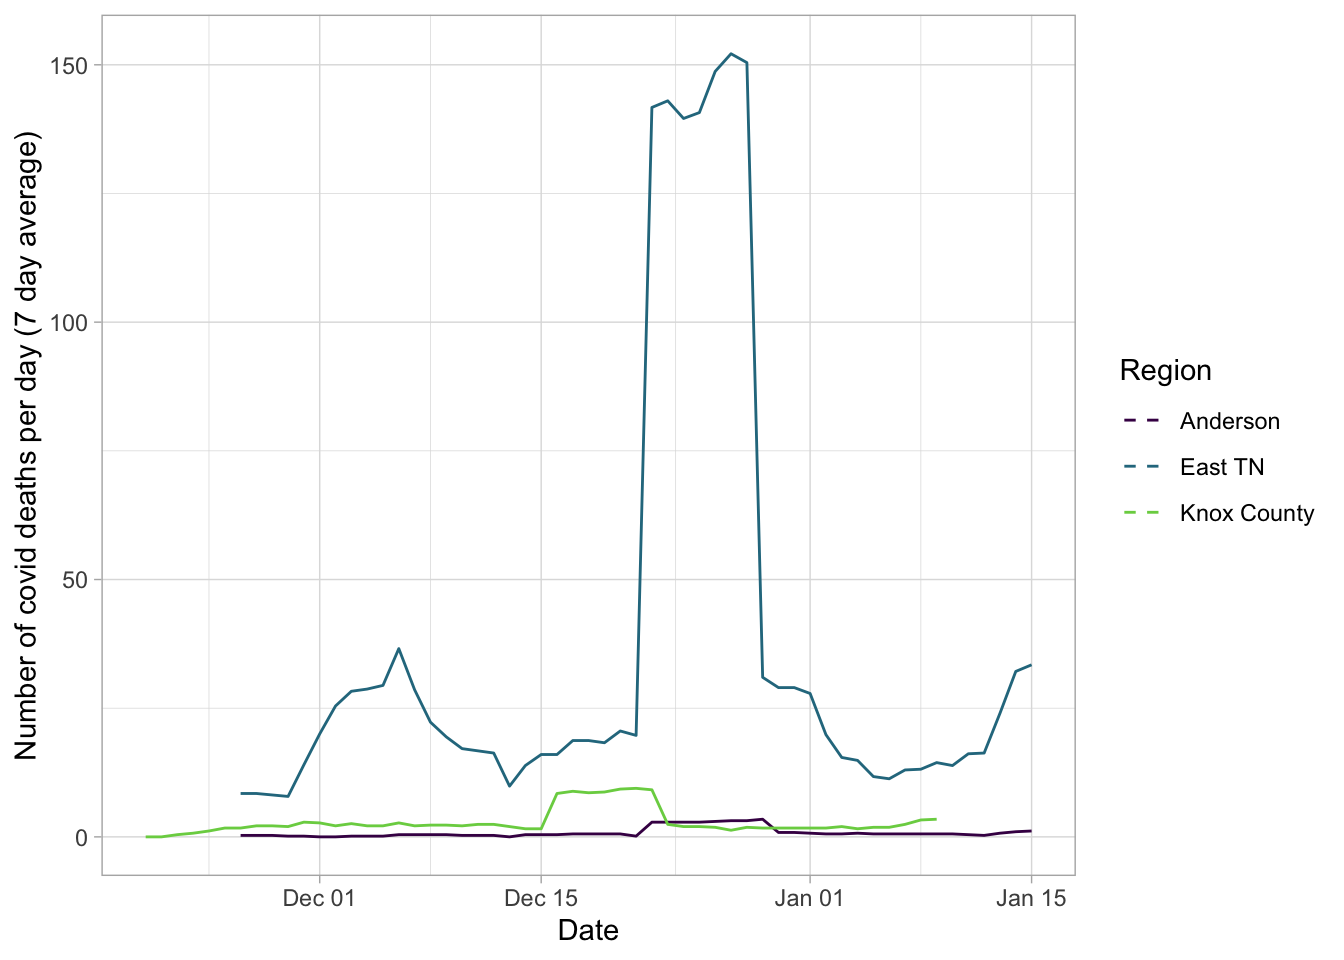 Number of covid deaths per day (7 day average)
150
100
50
0
Dec 01
Dec 15
Jan 01
Jan 15
Date
Region
Anderson
East TN
Knox County